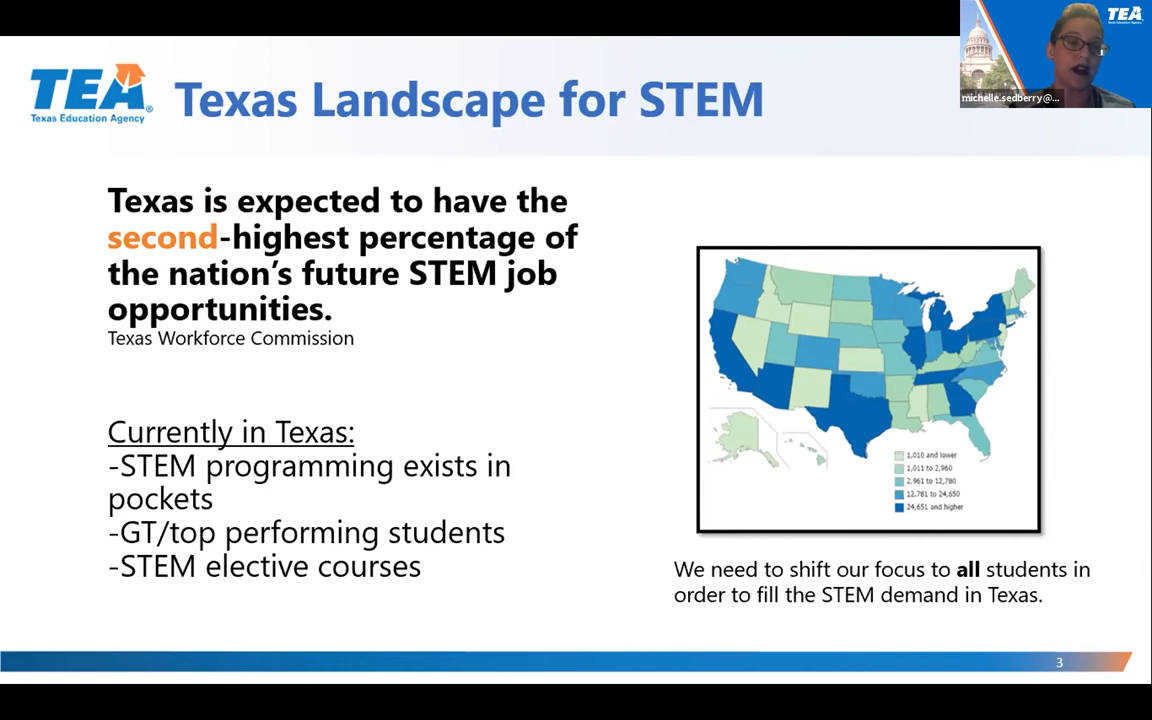 TEA
Texas Education Agency
Texas Landscape for STEM
TEA
michelle.sedberry@...
Texas is expected to have the
second-highest percentage of
the nation's future STEM job
opportunities.
Texas Workforce Commission
Currently in Texas:
-STEM programming exists in
pockets
-GT/top performing students
-STEM elective courses
1,010 and lower
1,011 to 2,960
2,961 to 12,780
12,781 to 24,650
24,651 and higher
We need to shift our focus to all students in
order to fill the STEM demand in Texas.
3